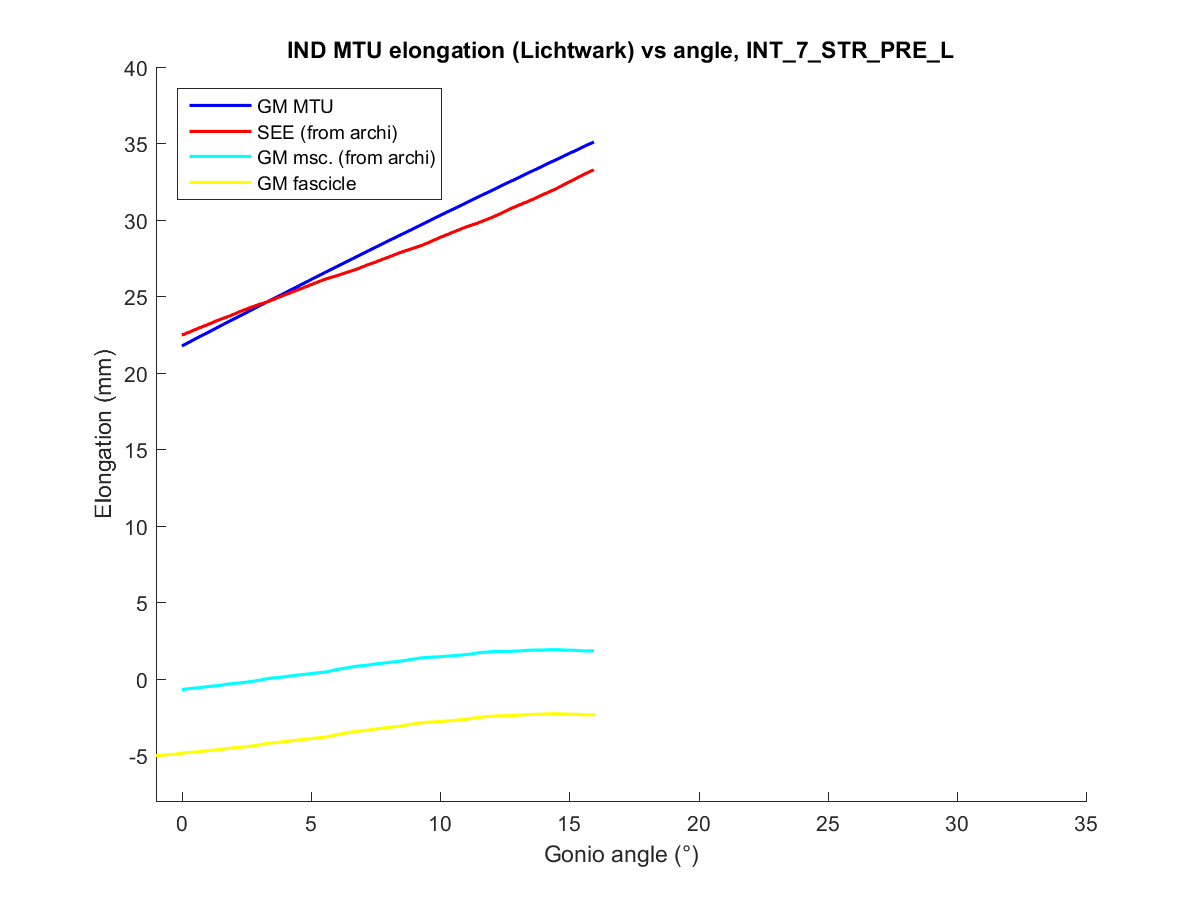 IND MTU elongation (Lichtwark) vs angle, INT_7_STR_PRE_L
40
35
30
25
20
15
10
5
0
-5
GM MTU
SEE (from archi)
GM msc. (from archi)
GM fascicle
Elongation (mm)
0 5 10 15 20 25 30 35
Gonio angle (°)